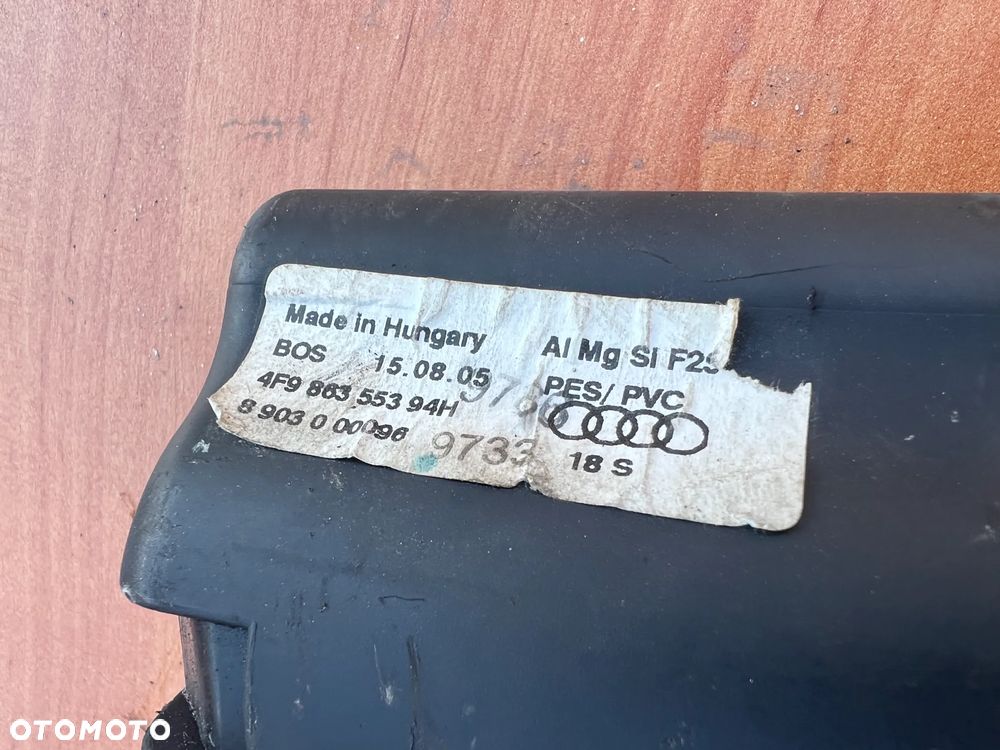 Made in Hungary
BOS 15.08.05
4F9 863 553 94H
8 903 0 00096
9733
Al Mg Si
PES/ PVC
18 S
OTOMOTO